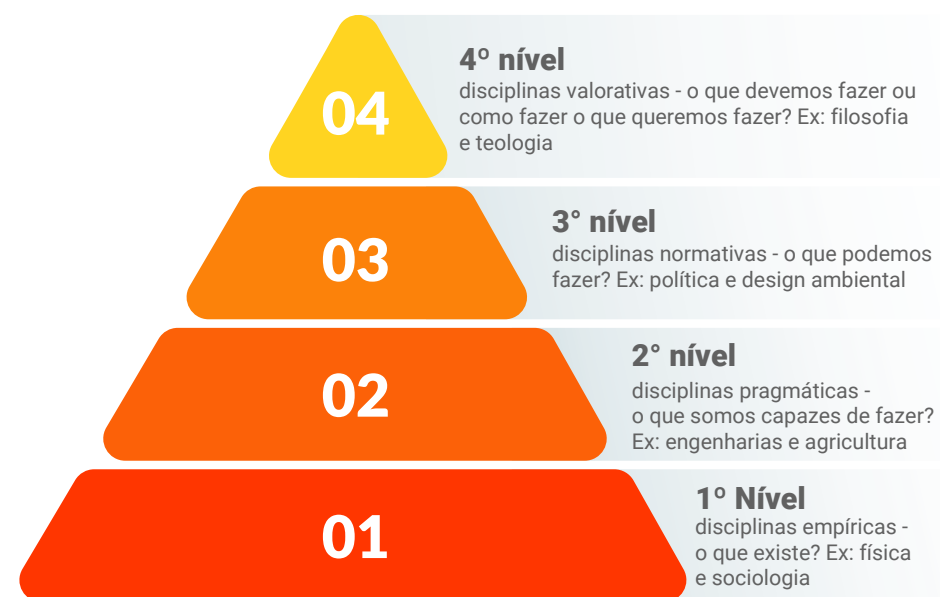 04
4º nível
disciplinas valorativas - o que devemos fazer ou
como fazer o que queremos fazer? Ex: filosofia
e teologia
03
3° nível
disciplinas normativas - o que podemos
fazer? Ex: política e design ambiental
02
2° nível
disciplinas pragmáticas -
o que somos capazes de fazer?
Ex: engenharias e agricultura
01
1º Nível
disciplinas empíricas -
o que existe? Ex: física
e sociologia